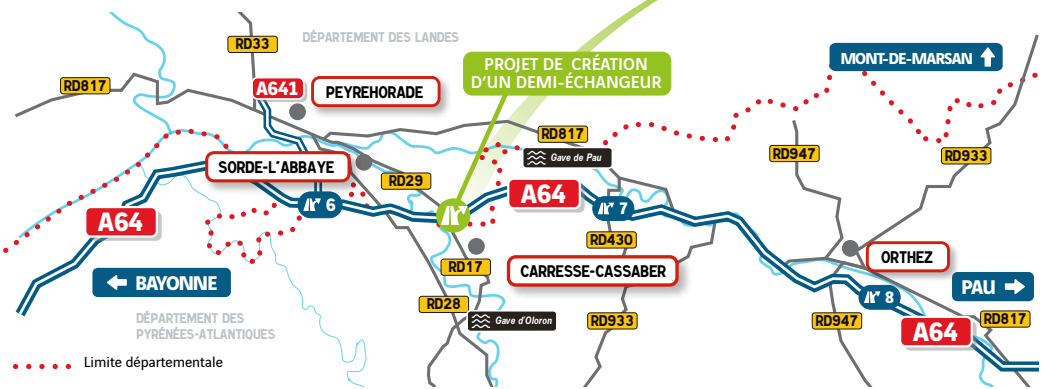 RD33
DÉPARTEMENT DES LANDES
PROJET DE CRÉATION
D'UN DEMI-ÉCHANGEUR
MONT-DE-MARSAN
RD817
A641
PEYREHORADE
RD817
Gave de Pau
RD947
RD933
SORDE-L'ABBAYE
RD29
A64
6
A64
7
RD430
ORTHEZ
RD17
CARRESSE-CASSABER
BAYONNE
PAU
8
RD28
Gave d'Oloron
RD933
RD947
A64
RD817
DÉPARTEMENT DES
PYRÉNÉES-ATLANTIQUES
Limite départementale